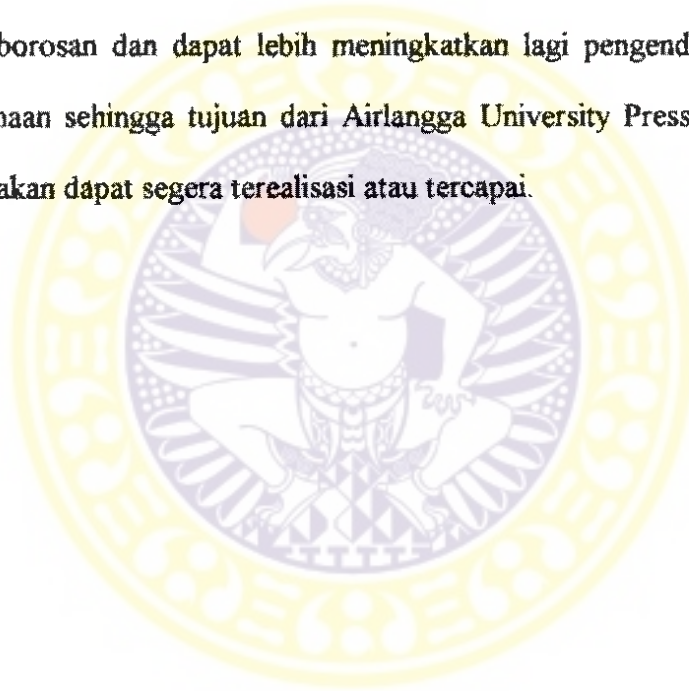 borosan dan dapat lebih meningkatkan lagi pengend
naan sehingga tujuan dari Airlangga University Press
akan dapat segera terealisasi atau tercapai.